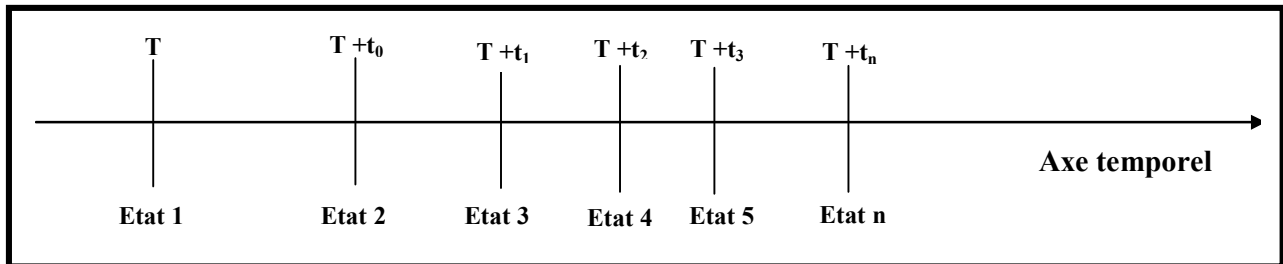 T T +t₀ T +t₁ T +t₂ T +t₃ T +tₙ
Axe temporel
Etat 1 Etat 2 Etat 3 Etat 4 Etat 5 Etat n